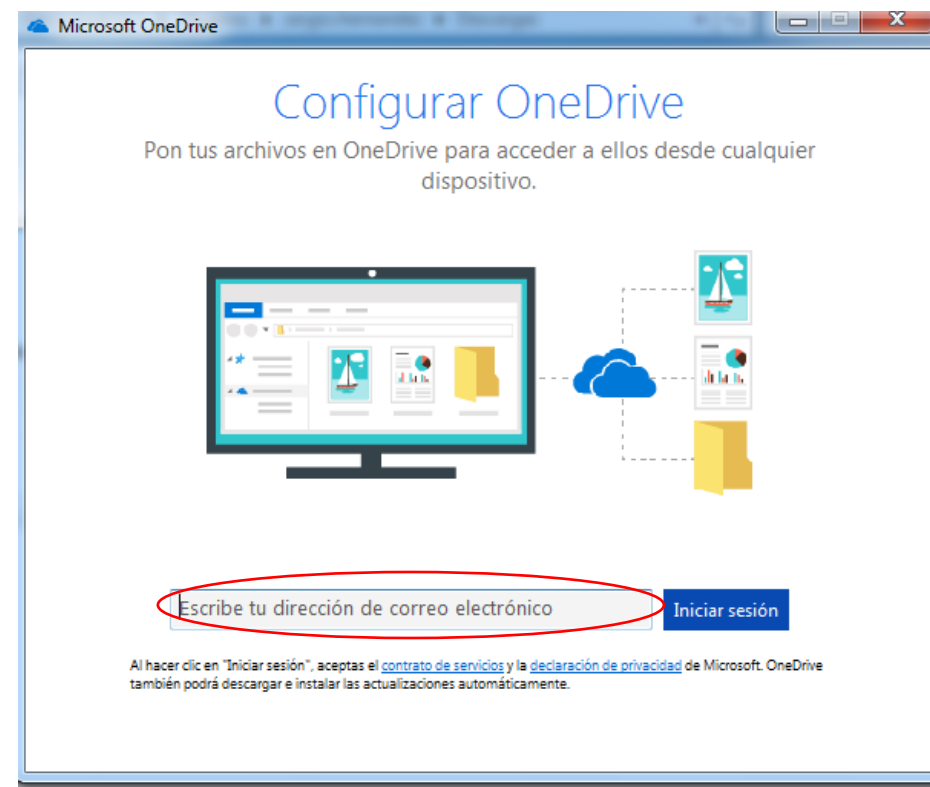 Microsoft OneDrive
Configurar OneDrive
Pon tus archivos en OneDrive para acceder a ellos desde cualquier
dispositivo.
Escribe tu dirección de correo electrónico
Iniciar sesión
Al hacer clic en "Iniciar sesión", aceptas el contrato de servicios y la declaración de privacidad de Microsoft. OneDrive
también podrá descargar e instalar las actualizaciones automáticamente.